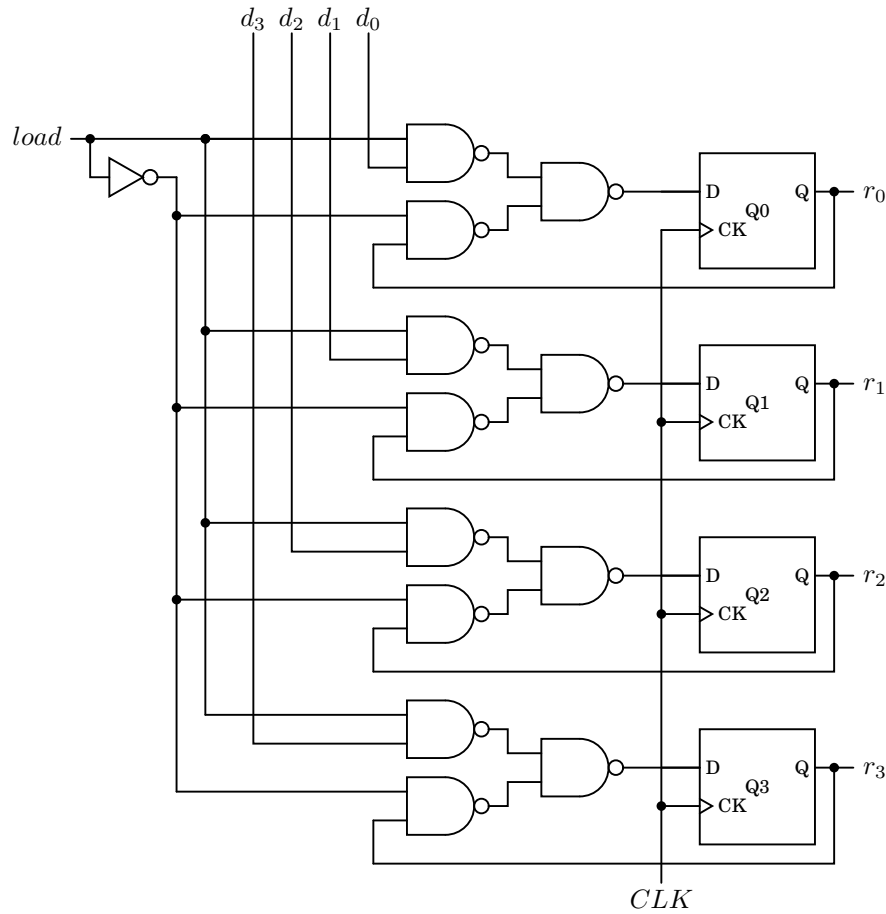 d3 d2 d1 d0
load
D Q Q0 CK r0
D Q Q1 CK r1
D Q Q2 CK r2
D Q Q3 CK r3
CLK